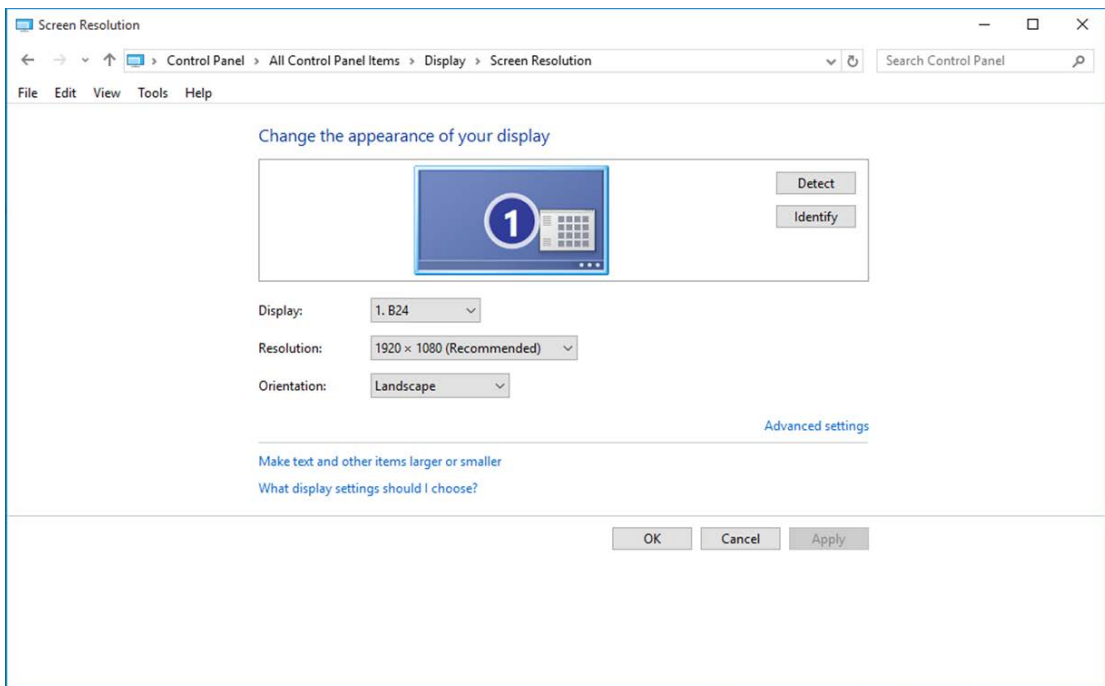 Screen Resolution
Control Panel > All Control Panel Items > Display > Screen Resolution
Search Control Panel
File Edit View Tools Help
Change the appearance of your display
1
Detect
Identify
Display: 1. B24
Resolution: 1920 × 1080 (Recommended)
Orientation: Landscape
Advanced settings
Make text and other items larger or smaller
What display settings should I choose?
OK Cancel Apply